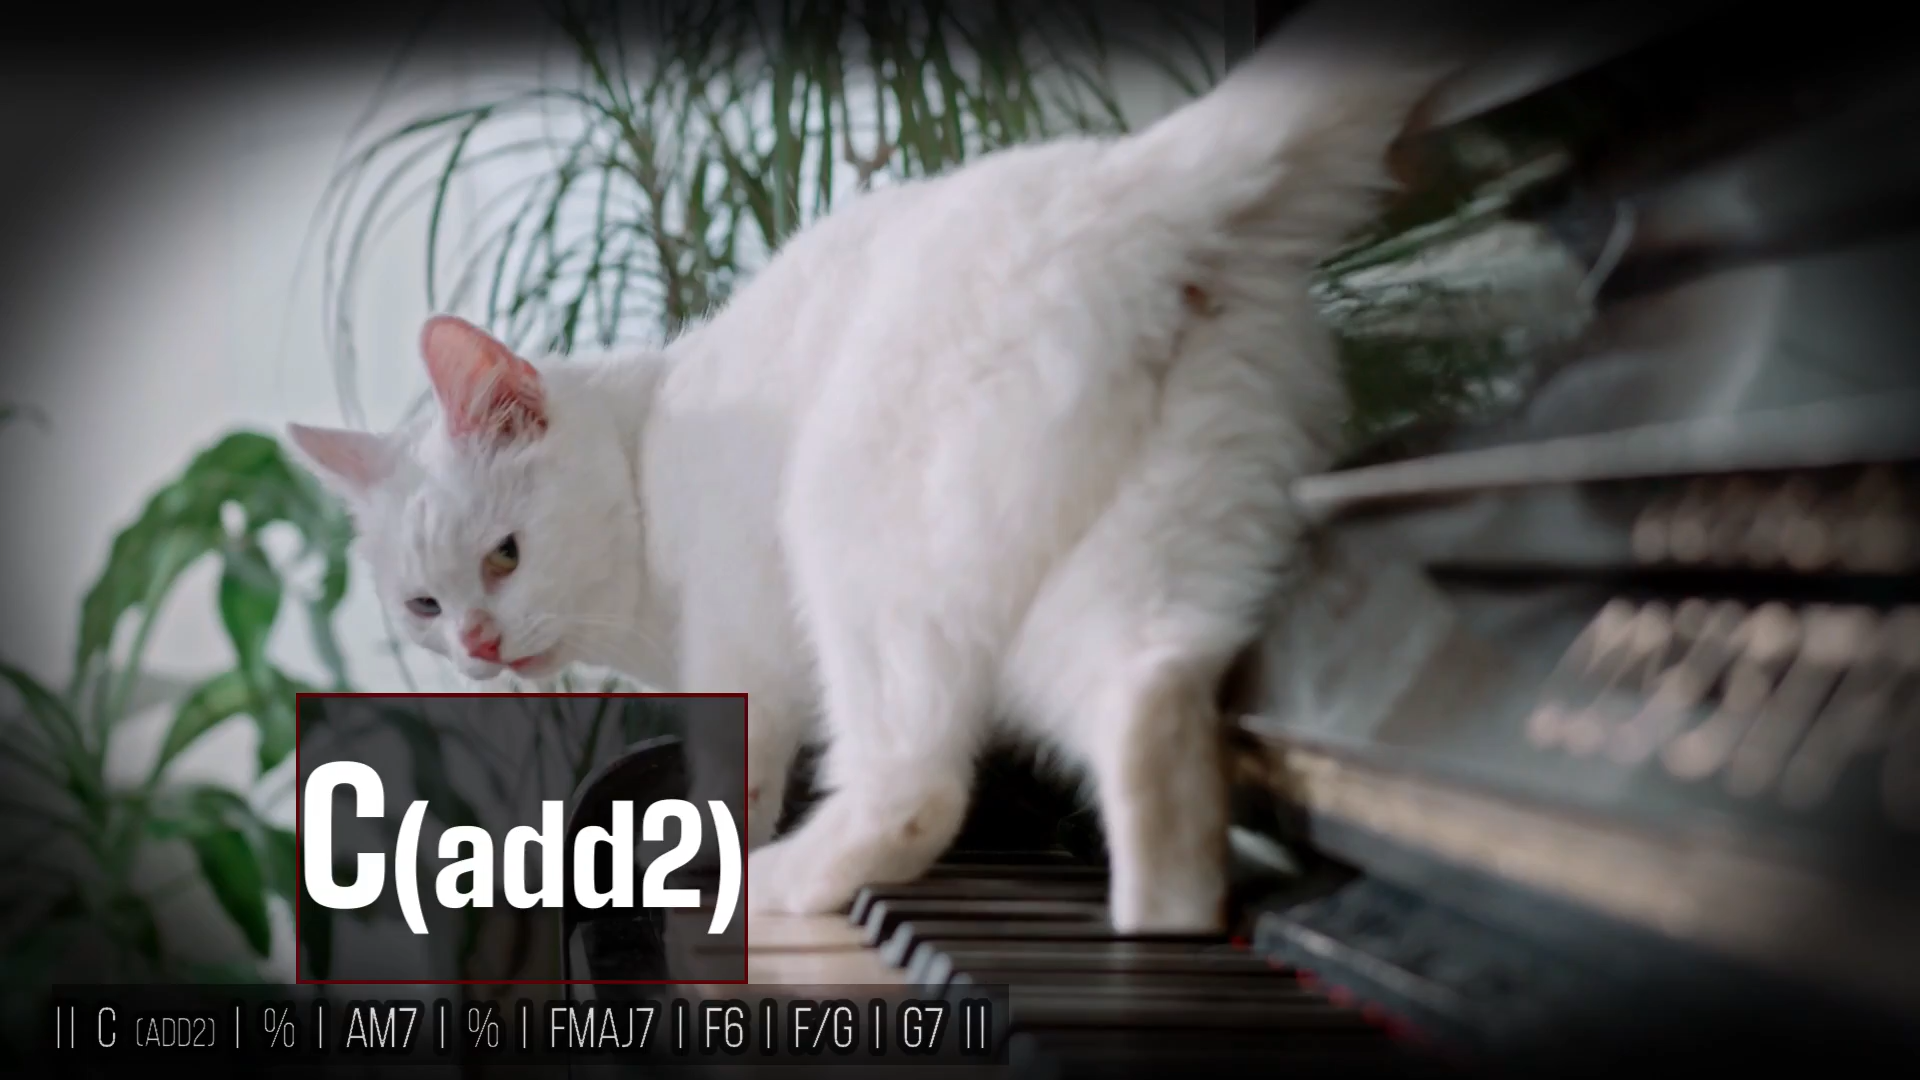 C(add2)
|| C (ADD2) | % | AM7 | % | FMAJ7 | F6 | F/G | G7 ||